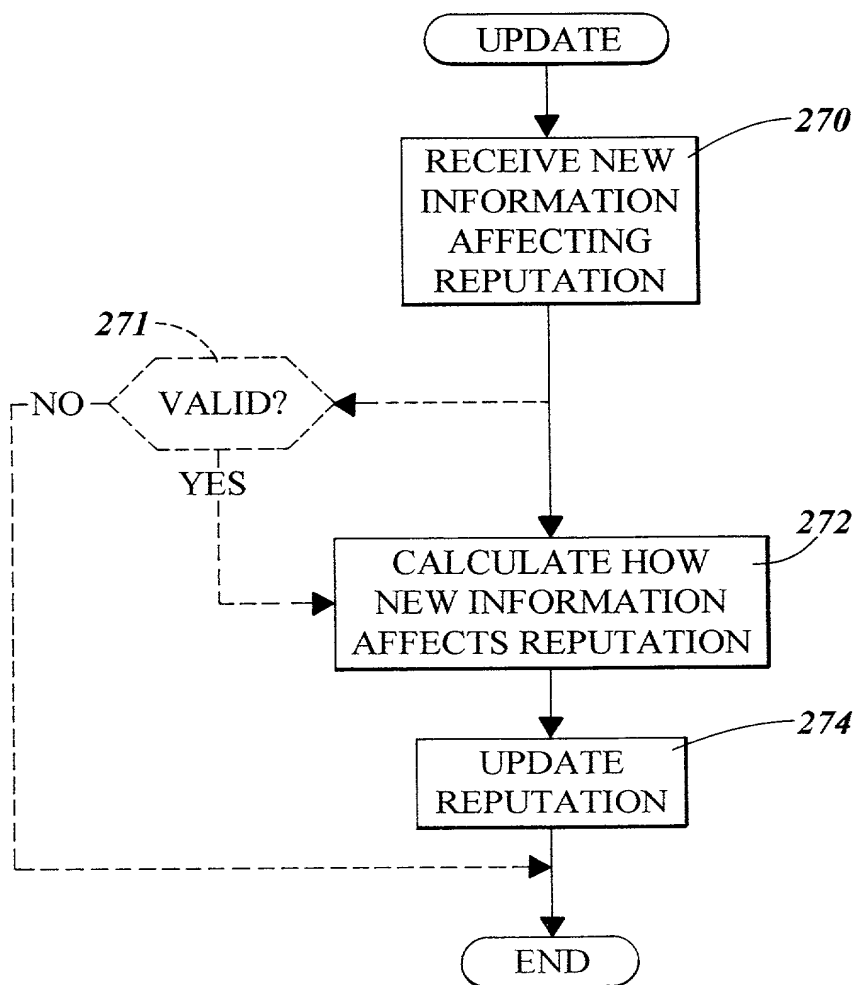 UPDATE
270
RECEIVE NEW
INFORMATION
AFFECTING
REPUTATION
271
NO
VALID?
YES
272
CALCULATE HOW
NEW INFORMATION
AFFECTS REPUTATION
274
UPDATE
REPUTATION
END